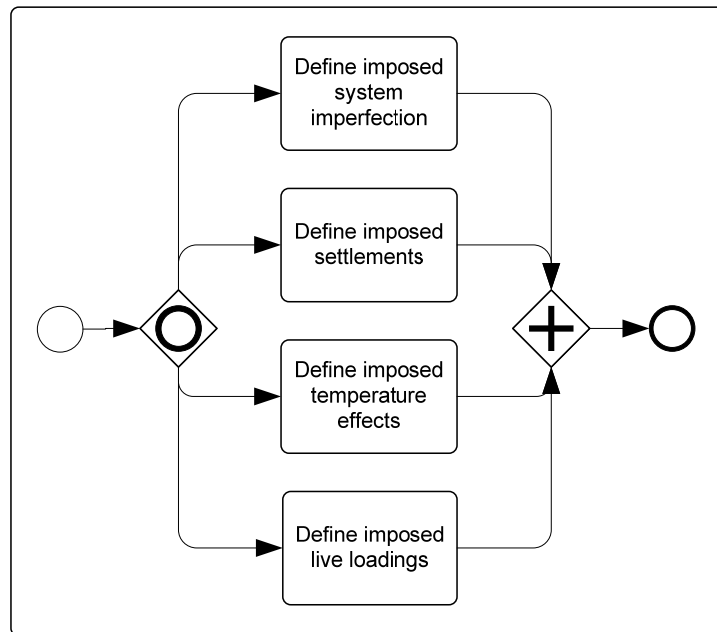 Define imposed
system
imperfection
Define imposed
settlements
Define imposed
temperature
effects
Define imposed
live loadings